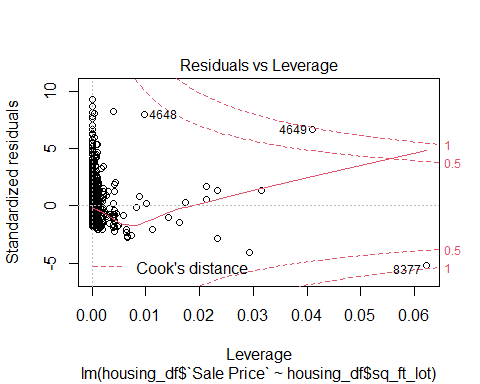 Residuals vs Leverage
Standardized residuals
10
5
0
-5
4648
4649
8377
1
0.5
0.5
1
Cook's distance
0.00 0.01 0.02 0.03 0.04 0.05 0.06
Leverage
lm(housing_df$`Sale Price` ~ housing_df$sq_ft_lot)